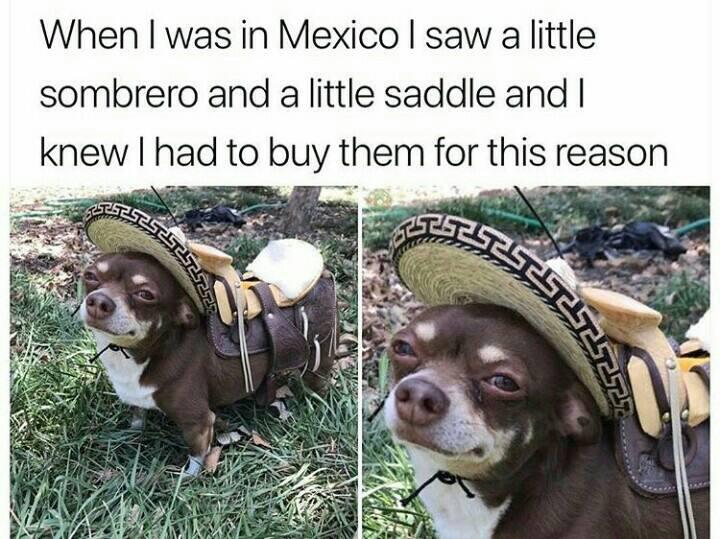 When I was in Mexico I saw a little
sombrero and a little saddle and I
knew I had to buy them for this reason